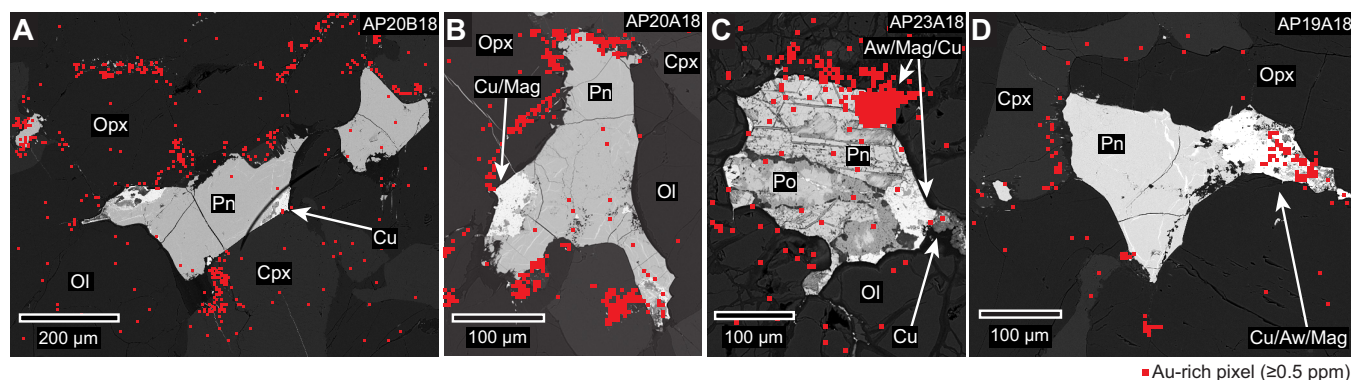 A
AP20B18
Opx
Pn
Cu
Ol
Cpx
200 µm
B
AP20A18
Opx
Cpx
Pn
Cu/Mag
Ol
100 µm
C
AP23A18
Aw/Mag/Cu
Pn
Po
Ol
Cu
100 µm
D
AP19A18
Opx
Cpx
Pn
Ol
100 µm
Cu/Aw/Mag
Au-rich pixel (≥0.5 ppm)